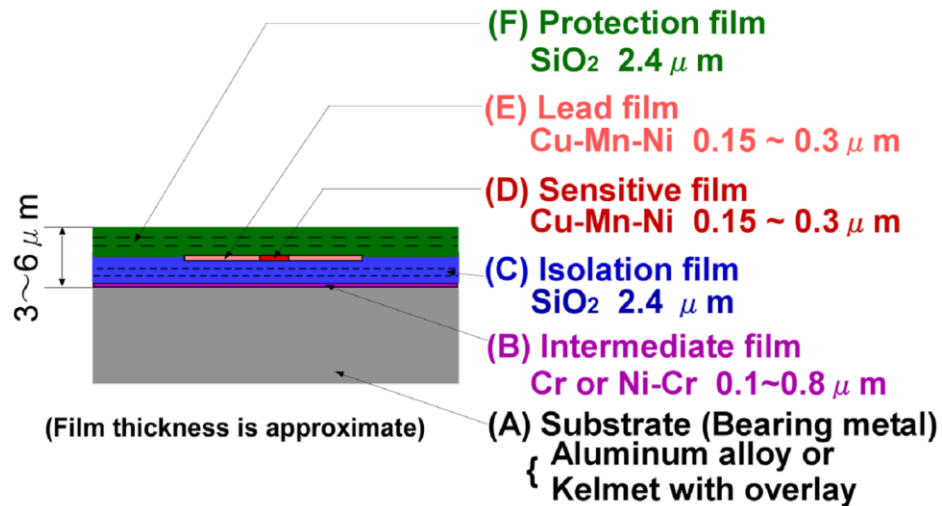 (F) Protection film
SiO₂ 2.4 μ m
(E) Lead film
Cu-Mn-Ni 0.15 ~ 0.3 μ m
(D) Sensitive film
Cu-Mn-Ni 0.15 ~ 0.3 μ m
3～6 μ m
(C) Isolation film
SiO₂ 2.4 μ m
(B) Intermediate film
Cr or Ni-Cr 0.1~0.8 μ m
(Film thickness is approximate)
(A) Substrate (Bearing metal)
{ Aluminum alloy or
Kelmet with overlay